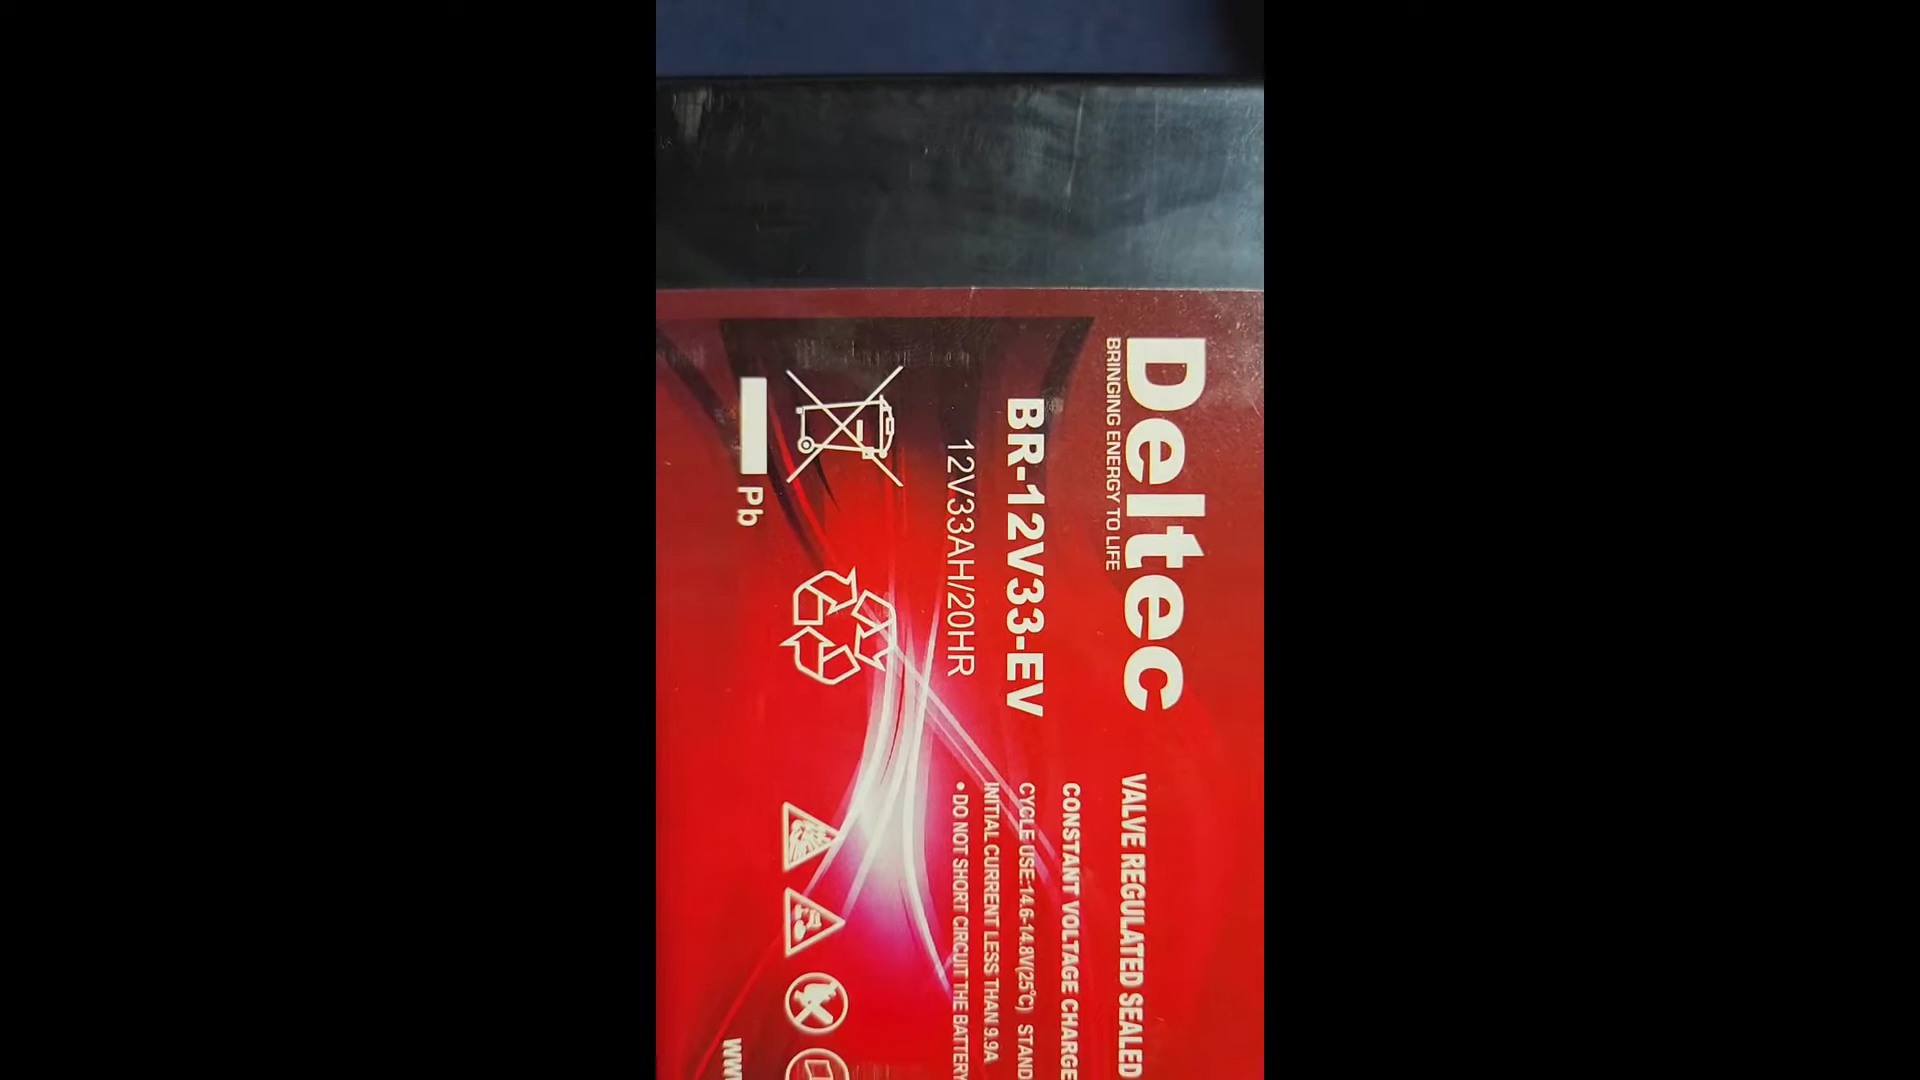 Deltec
BRINGING ENERGY TO LIFE
BR-12V33-EV
12V33AH/20HR
Pb
VALVE REGULATED SEALED
CONSTANT VOLTAGE CHARGE
CYCLE USE:14.6-14.8V(25°C) STAND
INITIAL CURRENT LESS THAN 9.9A
• DO NOT SHORT CIRCUIT THE BATTERY
ww